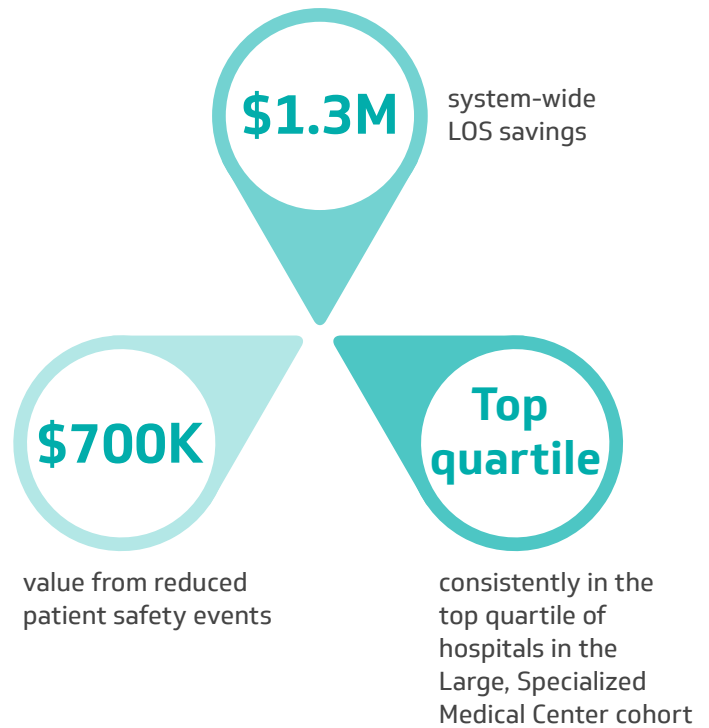 $1.3M
system-wide
LOS savings
$700K
value from reduced
patient safety events
Top
quartile
consistently in the
top quartile of
hospitals in the
Large, Specialized
Medical Center cohort